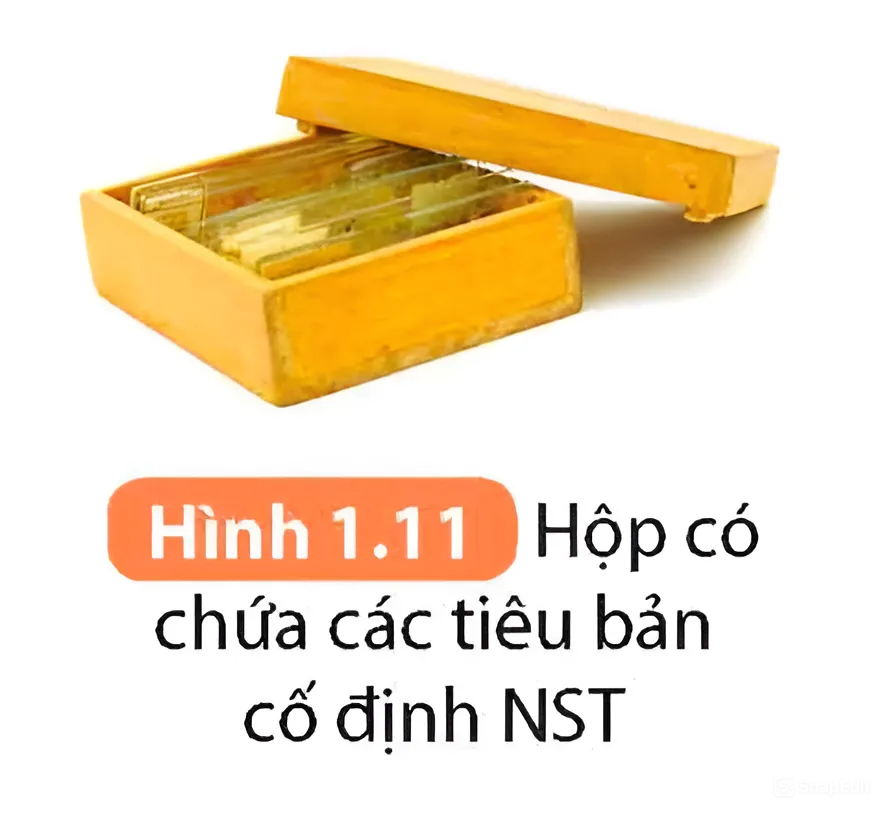 Hình 1.11 Hộp có
chứa các tiêu bản
cố định NST